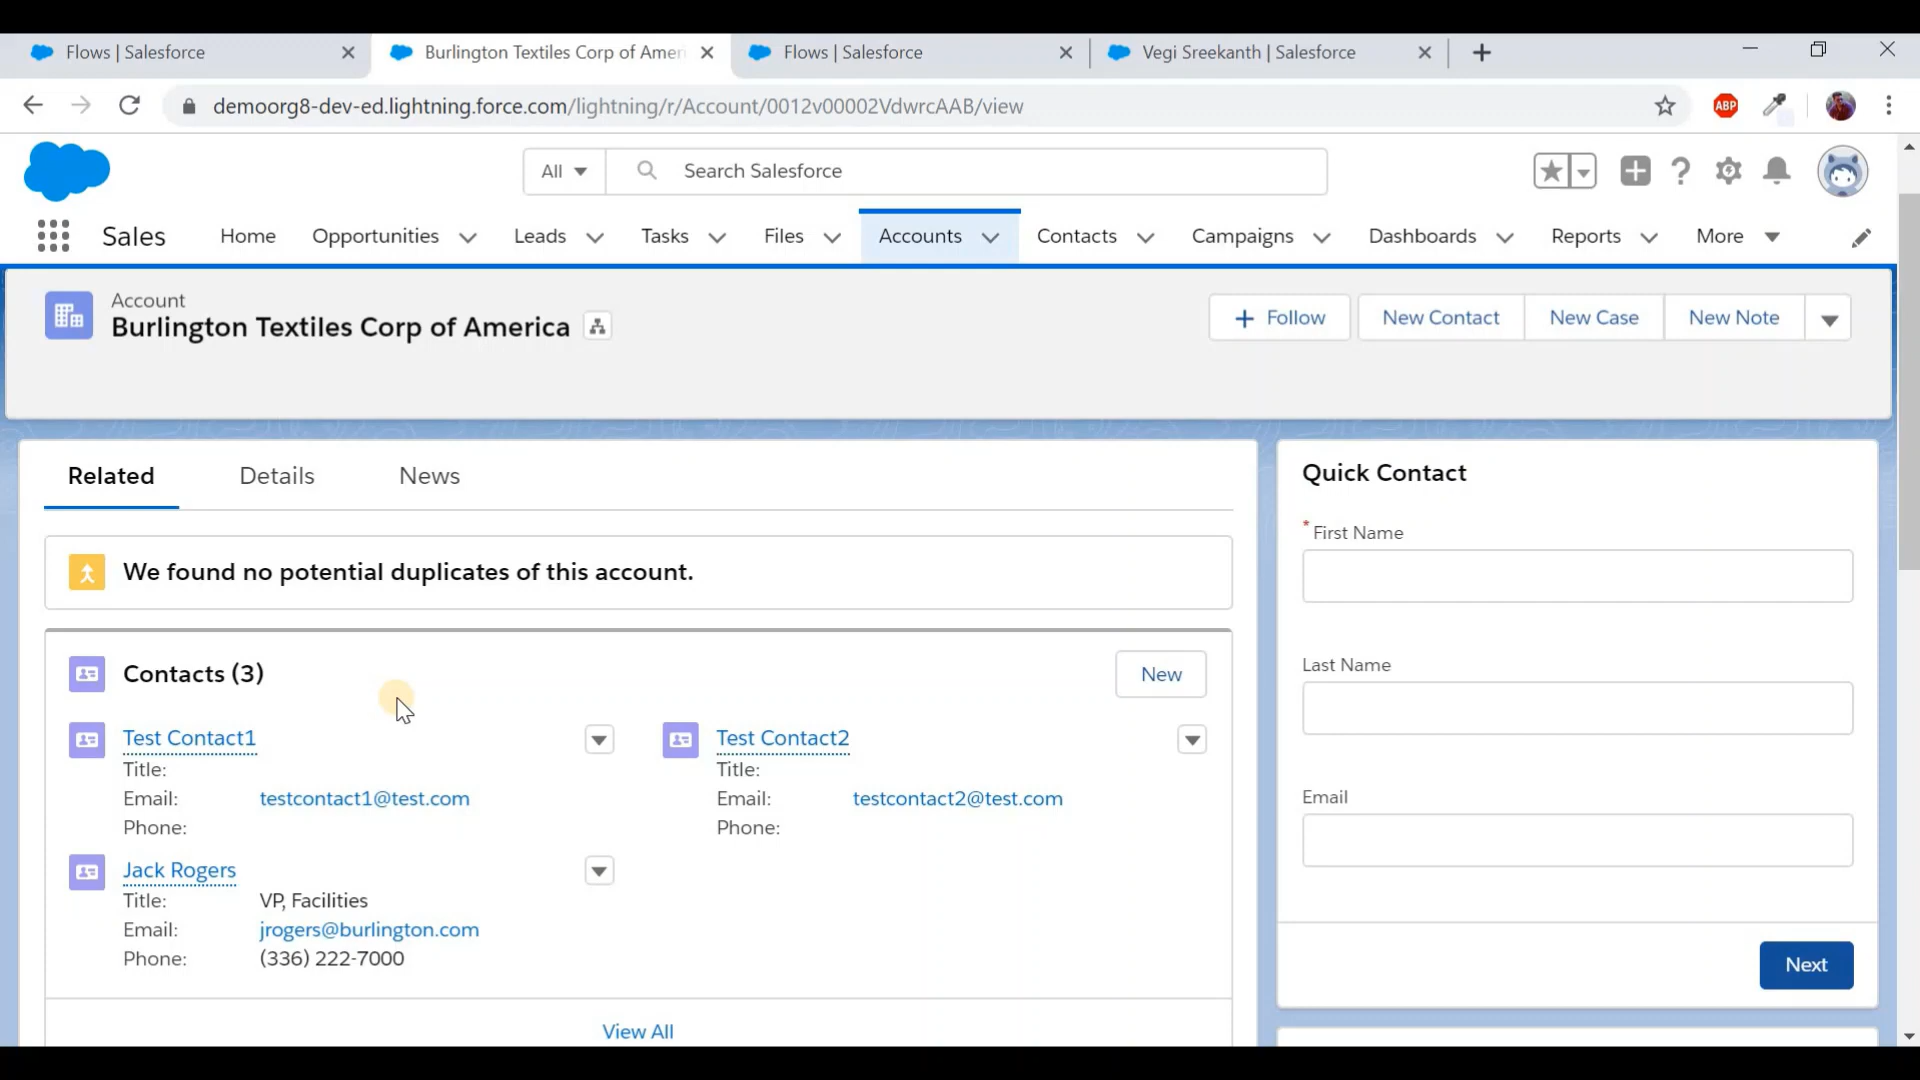 Flows | Salesforce
Burlington Textiles Corp of Ameri
Flows | Salesforce
Vegi Sreekanth | Salesforce
demoorg8-dev-ed.lightning.force.com/lightning/r/Account/0012v00002VdwrcAAB/view
ABP
All
Search Salesforce
Sales
Home
Opportunities
Leads
Tasks
Files
Accounts
Contacts
Campaigns
Dashboards
Reports
More
Account
Burlington Textiles Corp of America
+ Follow
New Contact
New Case
New Note
Related
Details
News
We found no potential duplicates of this account.
Contacts (3)
New
Test Contact1
Title:
Email: testcontact1@test.com
Phone:
Test Contact2
Title:
Email: testcontact2@test.com
Phone:
Jack Rogers
Title: VP, Facilities
Email: jrogers@burlington.com
Phone: (336) 222-7000
View All
Quick Contact
* First Name
Last Name
Email
Next